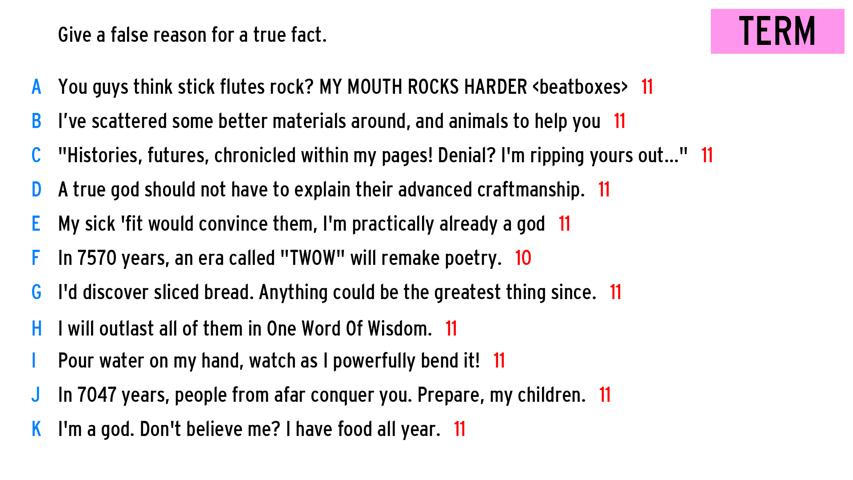 Give a false reason for a true fact.
TERM
A You guys think stick flutes rock? MY MOUTH ROCKS HARDER <beatboxes> 11
B I've scattered some better materials around, and animals to help you 11
C "Histories, futures, chronicled within my pages! Denial? I'm ripping yours out..." 11
D A true god should not have to explain their advanced craftmanship. 11
E My sick 'fit would convince them, I'm practically already a god 11
F In 7570 years, an era called "TWOW" will remake poetry. 10
G I'd discover sliced bread. Anything could be the greatest thing since. 11
H I will outlast all of them in One Word Of Wisdom. 11
I Pour water on my hand, watch as I powerfully bend it! 11
J In 7047 years, people from afar conquer you. Prepare, my children. 11
K I'm a god. Don't believe me? I have food all year. 11